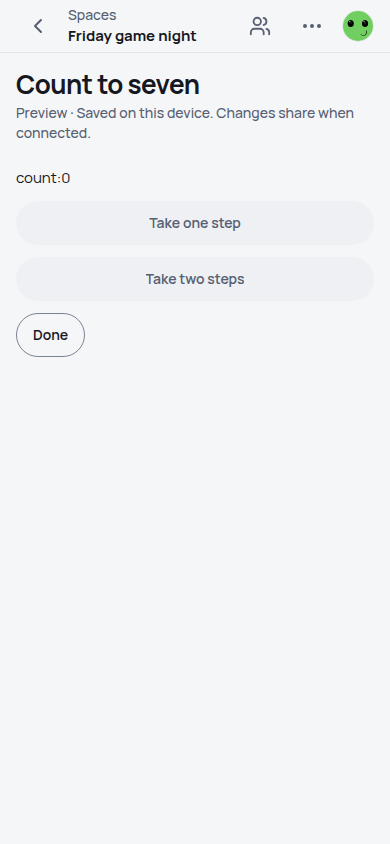 Spaces
Friday game night
Count to seven
Preview · Saved on this device. Changes share when
connected.
count:0
Take one step
Take two steps
Done